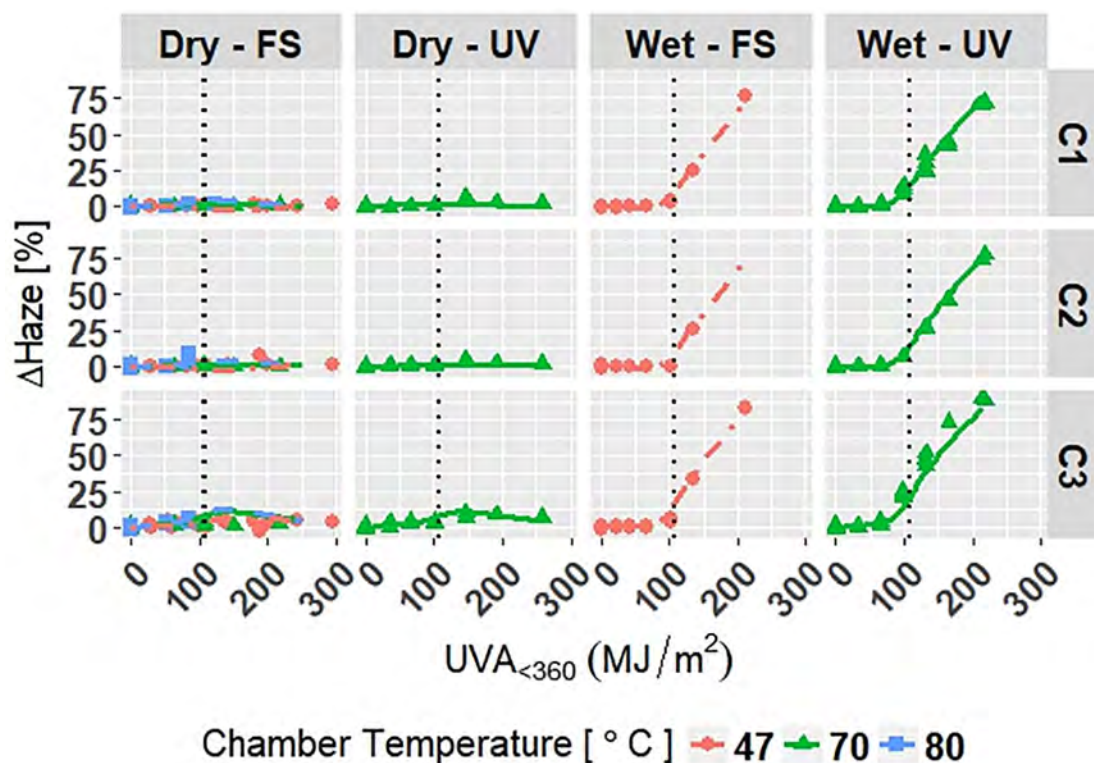 Dry - FS Dry - UV Wet - FS Wet - UV
75
50
25
0
C1
75
50
25
0
C2
75
50
25
0
C3
ΔHaze [%]
0 100 200 300 0 100 200 300 0 100 200 300 0 100 200 300
UVA<360 (MJ/m²)
Chamber Temperature [ ° C ] 47 70 80